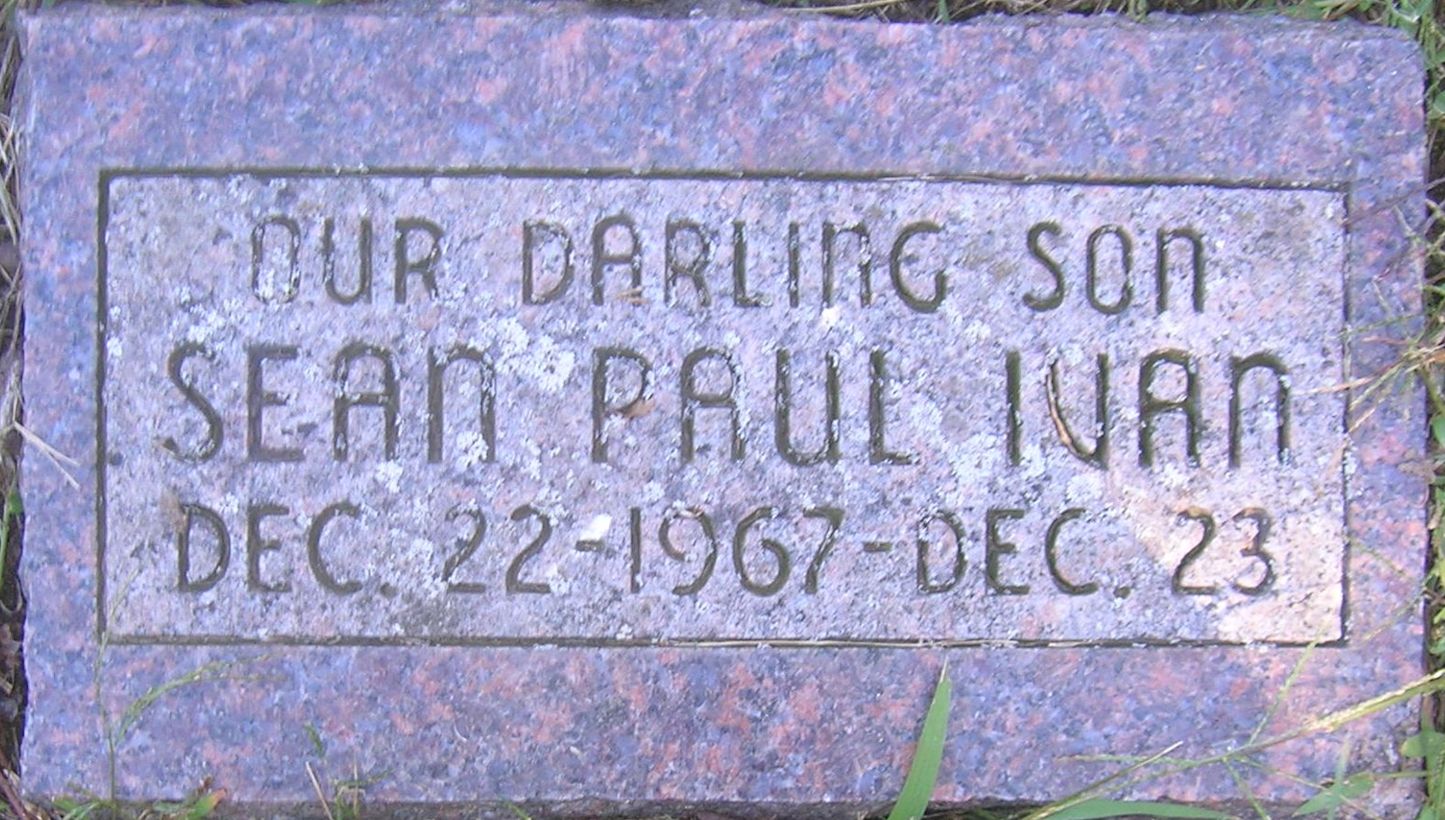 OUR DARLING SON
SEAN PAUL IVAN
DEC. 22-1967-DEC. 23